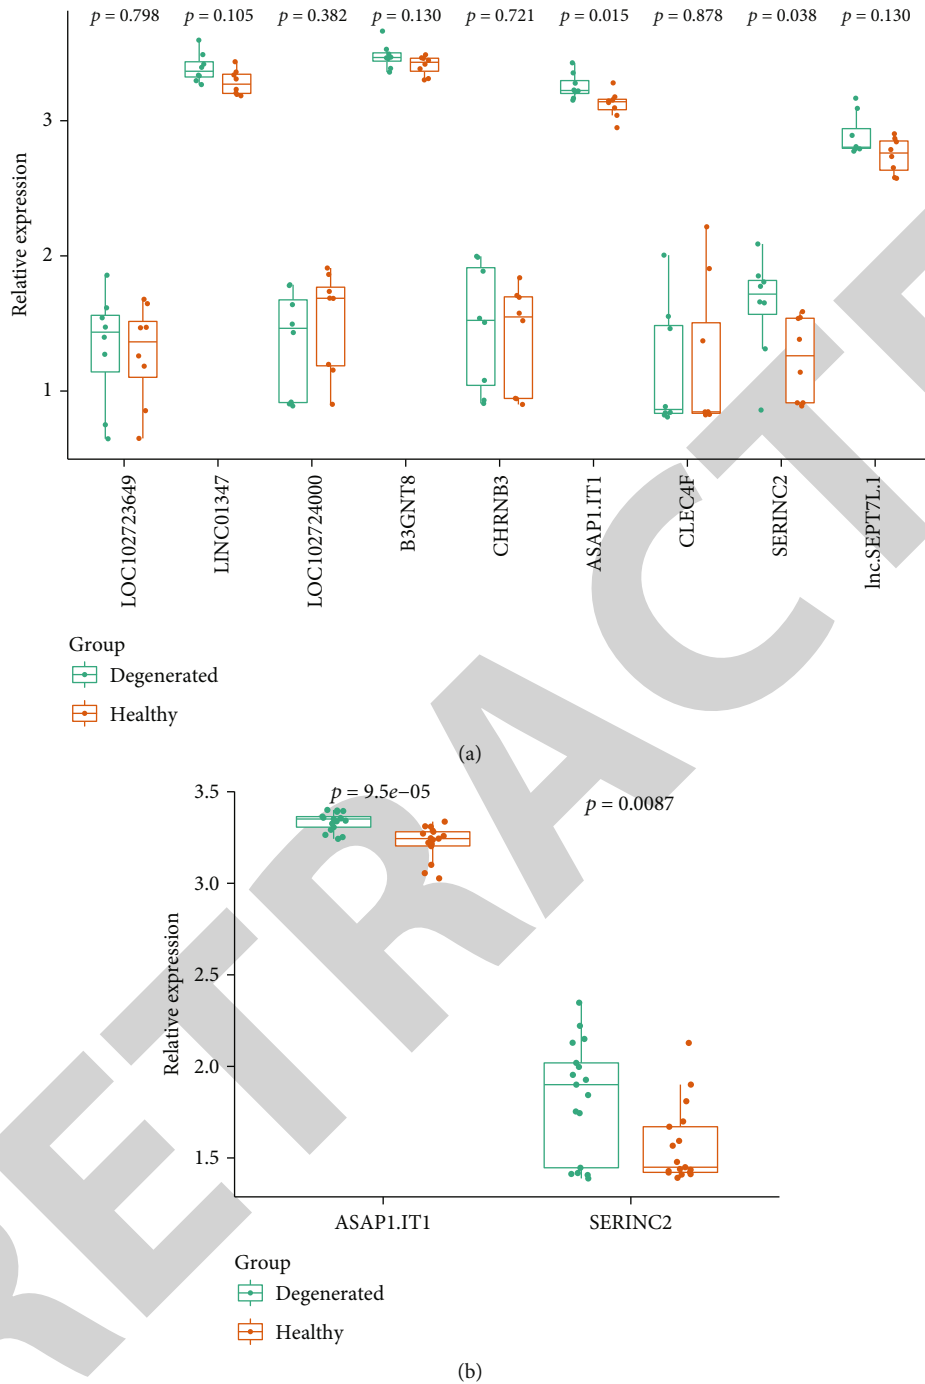 p = 0.798 p = 0.105 p = 0.382 p = 0.130 p = 0.721 p = 0.015 p = 0.878 p = 0.038 p = 0.130
Relative expression
3
2
1
LOC102723649
LINC01347
LOC102724000
B3GNT8
CHRNB3
ASAP1.IT1
CLEC4F
SERINC2
lnc.SEPT7L.1
Group
Degenerated
Healthy
(a)
p = 9.5e−05
p = 0.0087
Relative expression
3.5
3.0
2.5
2.0
1.5
ASAP1.IT1 SERINC2
Group
Degenerated
Healthy
(b)
RETRACTE